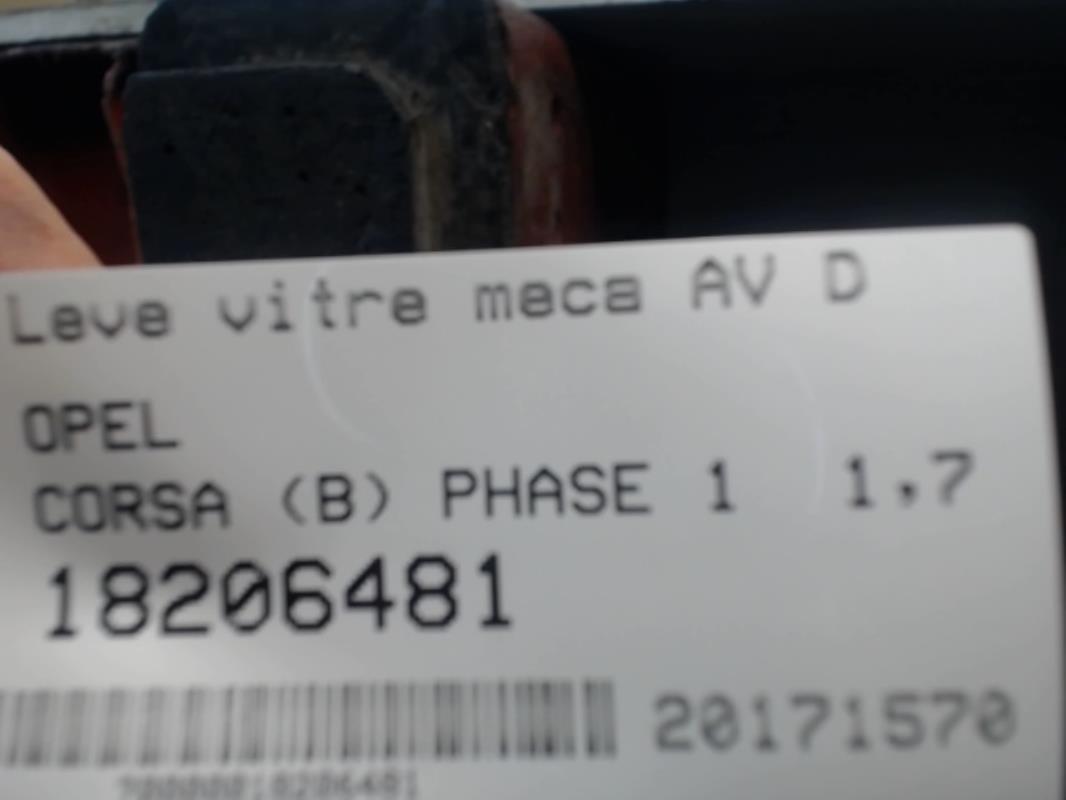 Leve vitre meca AV D
OPEL
CORSA (B) PHASE 1 1,7
18206481
20171570